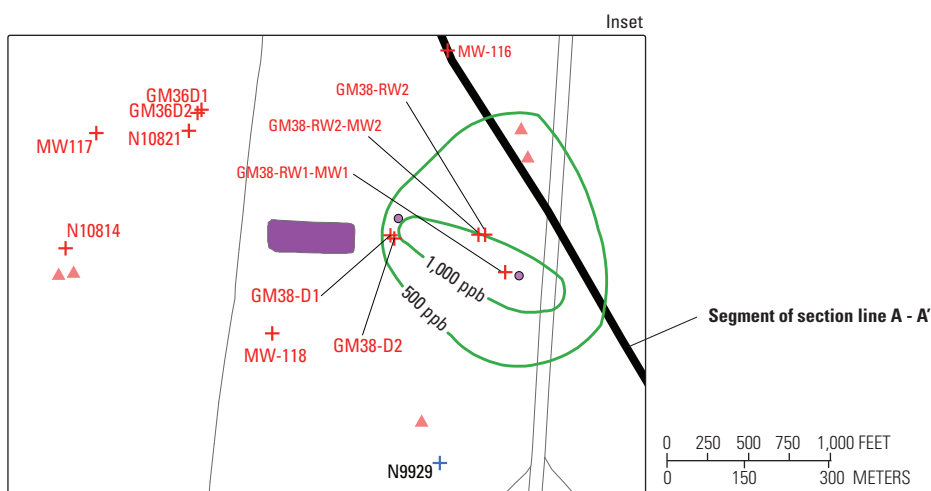 Inset
MW-116
GM38-RW2
GM36D1
GM36D2
GM38-RW2-MW2
N10821
MW117
GM38-RW1-MW1
N10814
1,000 ppb
500 ppb
GM38-D1
Segment of section line A - A'
GM38-D2
MW-118
0 250 500 750 1,000 FEET
N9929
0 150 300 METERS